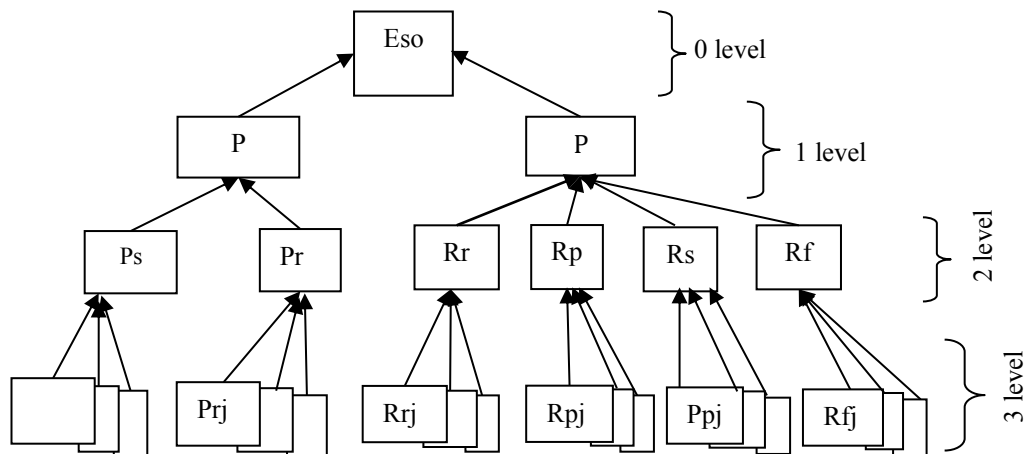 Eso
0 level
P
P
1 level
Ps
Pr
Rr
Rp
Rs
Rf
2 level
Prj
Rrj
Rpj
Ppj
Rfj
3 level